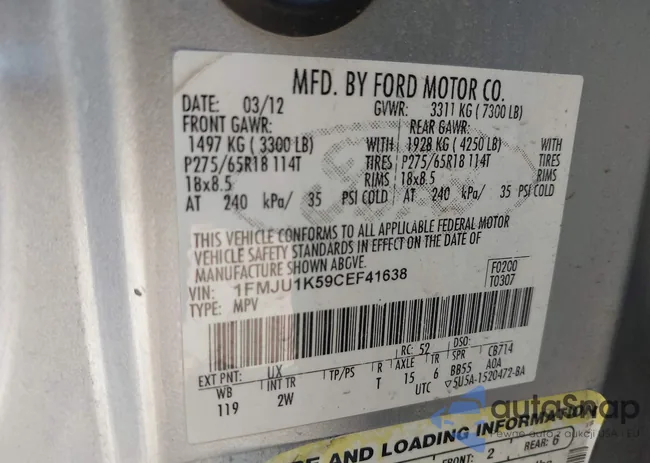 MFD. BY FORD MOTOR CO.
DATE: 03/12 GVWR: 3311 KG (7300 LB)
FRONT GAWR: REAR GAWR:
1497 KG (3300 LB) WITH 1928 KG (4250 LB) WITH
P275/65R18 114T TIRES P275/65R18 114T TIRES
18x8.5 RIMS 18x8.5 RIMS
AT 240 kPa/ 35 PSI COLD AT 240 kPa/ 35 PSI COLD
THIS VEHICLE CONFORMS TO ALL APPLICABLE FEDERAL MOTOR
VEHICLE SAFETY STANDARDS IN EFFECT ON THE DATE OF
MANUFACTURE SHOWN ABOVE.
VIN: 1FMJU1K59CEF41638 F0200
TYPE: MPV T0307
RC: 52 DSO:
EXT PNT: UX TP/PS R AXLE TR SPR CB714
WB INT TR T 15 6 BB55 A0A
119 2W UTC 5U5A-1520472-BA
AND LOADING INFORMATION
FRONT: 2 REAR: 6
autoSnap